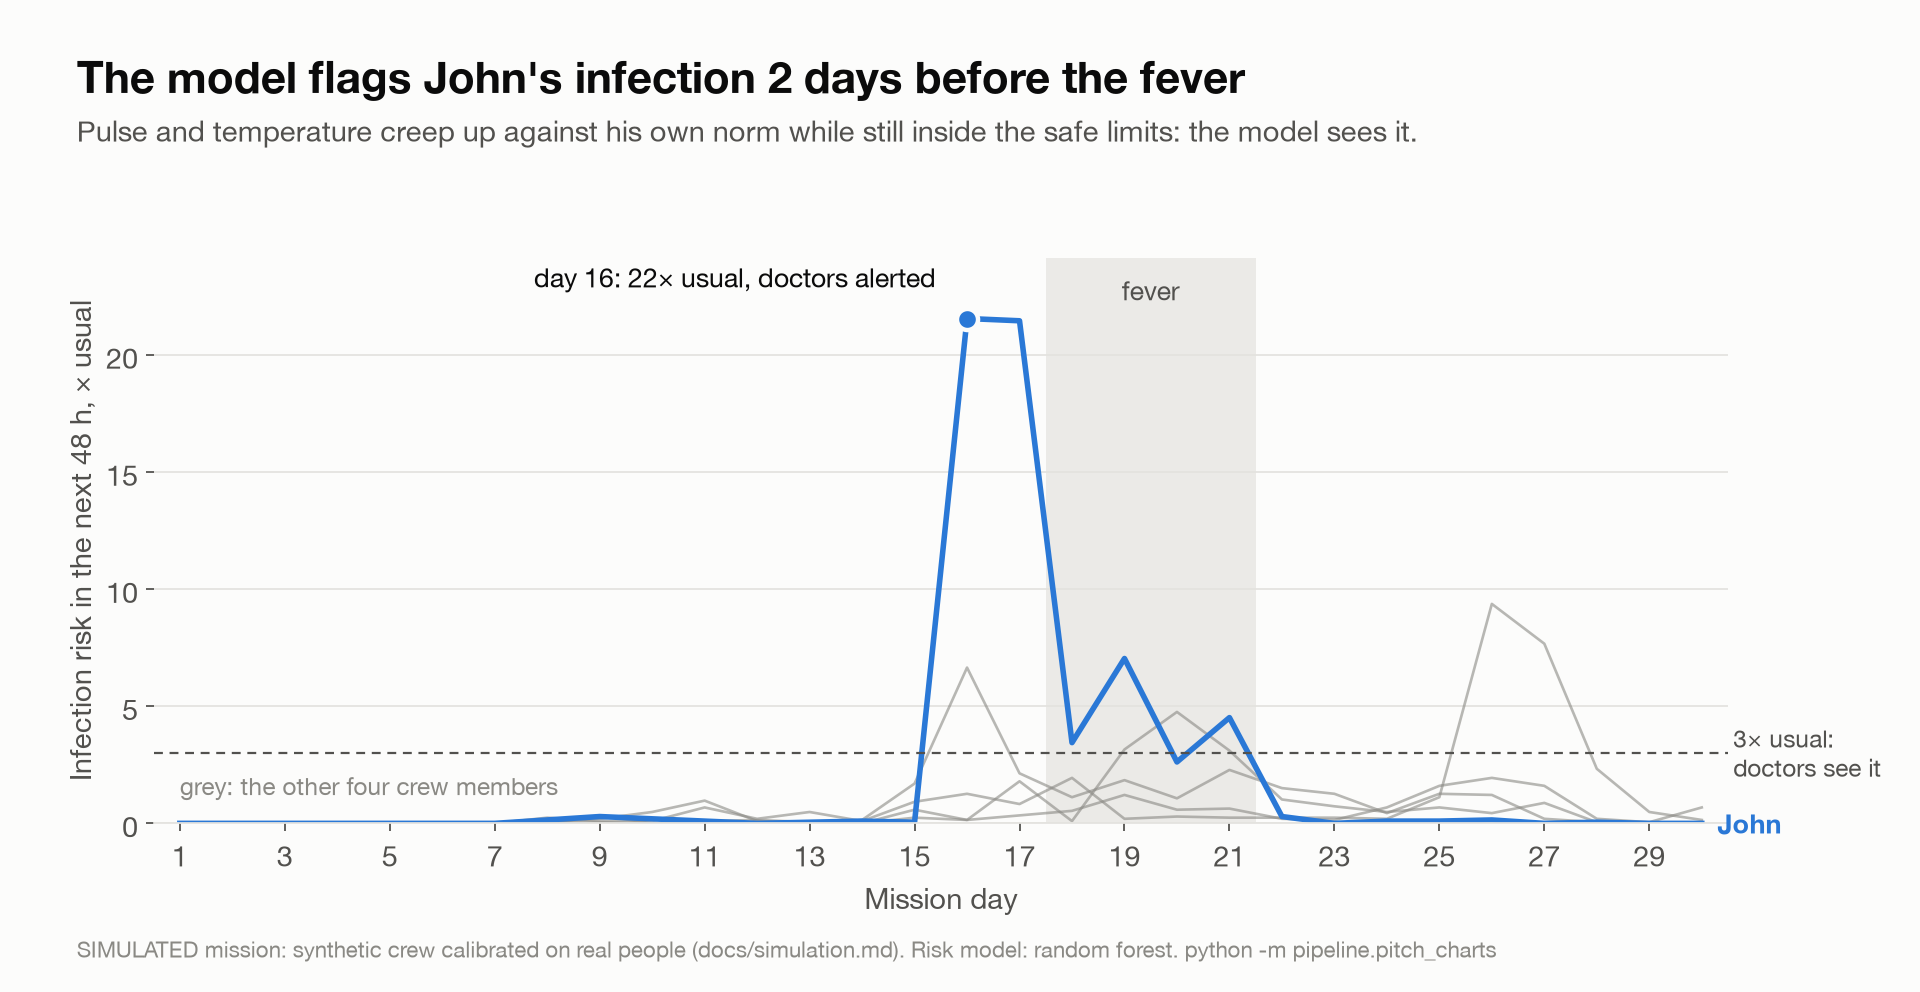 The model flags John's infection 2 days before the fever
Pulse and temperature creep up against his own norm while still inside the safe limits: the model sees it.
day 16: 22× usual, doctors alerted
fever
Infection risk in the next 48 h, × usual
20
15
10
5
0
3× usual:
doctors see it
grey: the other four crew members
John
1 3 5 7 9 11 13 15 17 19 21 23 25 27 29
Mission day
SIMULATED mission: synthetic crew calibrated on real people (docs/simulation.md). Risk model: random forest. python -m pipeline.pitch_charts